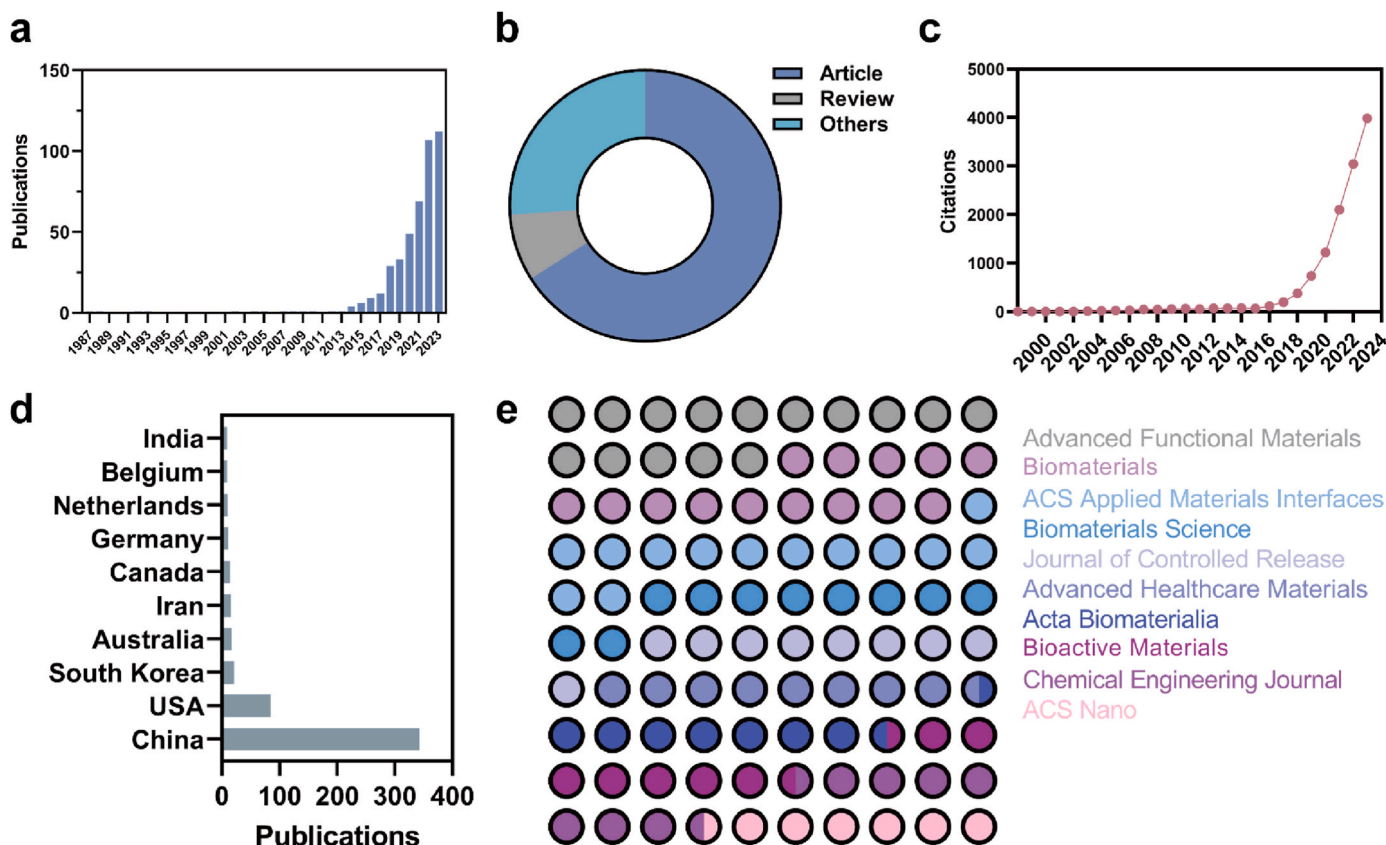 a
150
100
50
0
Publications
1987
1989
1991
1993
1995
1997
1999
2001
2003
2005
2007
2009
2011
2013
2015
2017
2019
2021
2023
b
Article
Review
Others
c
5000
4000
3000
2000
1000
0
Citations
2000
2002
2004
2006
2008
2010
2012
2014
2016
2018
2020
2022
2024
d
India
Belgium
Netherlands
Germany
Canada
Iran
Australia
South Korea
USA
China
0
100
200
300
400
Publications
e
Advanced Functional Materials
Biomaterials
ACS Applied Materials Interfaces
Biomaterials Science
Journal of Controlled Release
Advanced Healthcare Materials
Acta Biomaterialia
Bioactive Materials
Chemical Engineering Journal
ACS Nano